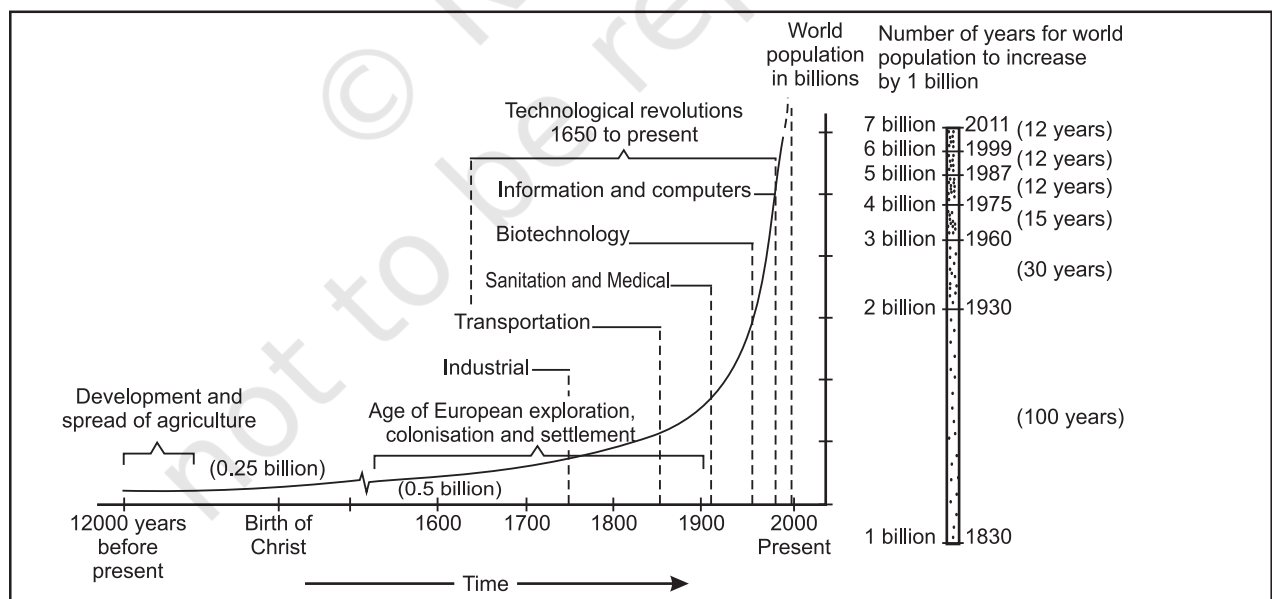 © 
not to be re
World
population
in billions
Number of years for world
population to increase
by 1 billion
Technological revolutions
1650 to present
Information and computers
Biotechnology
Sanitation and Medical
Transportation
Industrial
Development and
spread of agriculture
Age of European exploration,
colonisation and settlement
(0.25 billion)
(0.5 billion)
12000 years
before
present
Birth of
Christ
1600
1700
1800
1900
2000
Present
Time
7 billion 2011 (12 years)
6 billion 1999 (12 years)
5 billion 1987 (12 years)
4 billion 1975 (15 years)
3 billion 1960 (30 years)
2 billion 1930 (100 years)
1 billion 1830